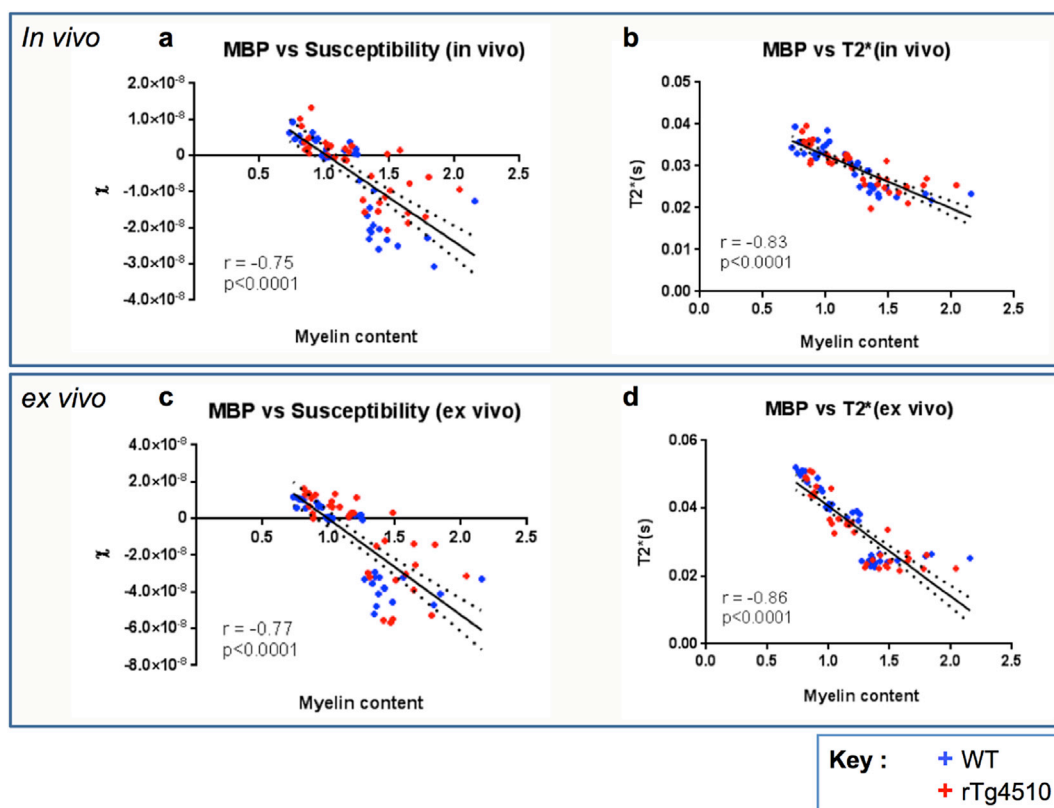 In vivo
a
MBP vs Susceptibility (in vivo)
2.0×10⁻⁸
1.0×10⁻⁸
0
-1.0×10⁻⁸
-2.0×10⁻⁸
-3.0×10⁻⁸
-4.0×10⁻⁸
0.5 1.0 1.5 2.0 2.5
χ
r = -0.75
p<0.0001
Myelin content
b
MBP vs T2*(in vivo)
0.05
0.04
0.03
0.02
0.01
0.00
T2*(s)
r = -0.83
p<0.0001
0.0 0.5 1.0 1.5 2.0 2.5
Myelin content
ex vivo
c
MBP vs Susceptibility (ex vivo)
4.0×10⁻⁸
2.0×10⁻⁸
0
-2.0×10⁻⁸
-4.0×10⁻⁸
-6.0×10⁻⁸
-8.0×10⁻⁸
0.5 1.0 1.5 2.0 2.5
χ
r = -0.77
p<0.0001
Myelin content
d
MBP vs T2*(ex vivo)
0.06
0.04
0.02
0.00
T2*(s)
r = -0.86
p<0.0001
0.0 0.5 1.0 1.5 2.0 2.5
Myelin content
Key :
WT
rTg4510